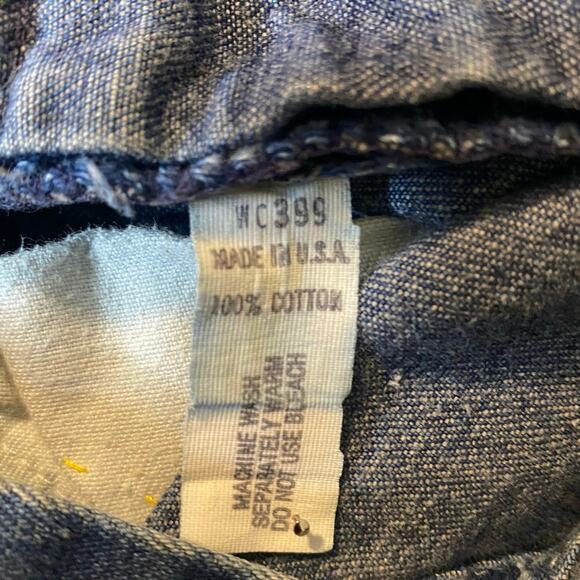 WC399
MADE IN U.S.A.
100% COTTON
MACHINE WASH
SEPARATELY WARM
DO NOT USE BLEACH